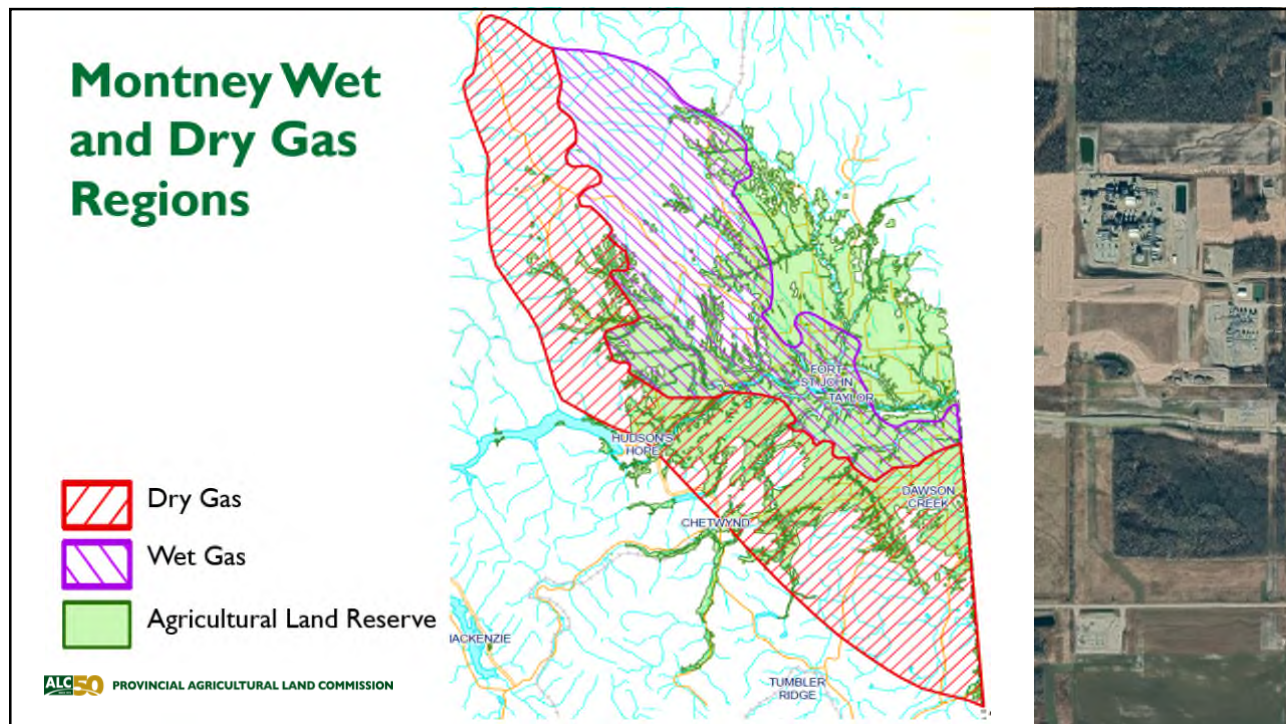 Montney Wet
and Dry Gas
Regions
Dry Gas
Wet Gas
Agricultural Land Reserve
ALC 50 PROVINCIAL AGRICULTURAL LAND COMMISSION
FORT
ST JOHN
TAYLOR
HUDSON'S
HOPE
DAWSON
CREEK
CHETWYND
MACKENZIE
TUMBLER
RIDGE